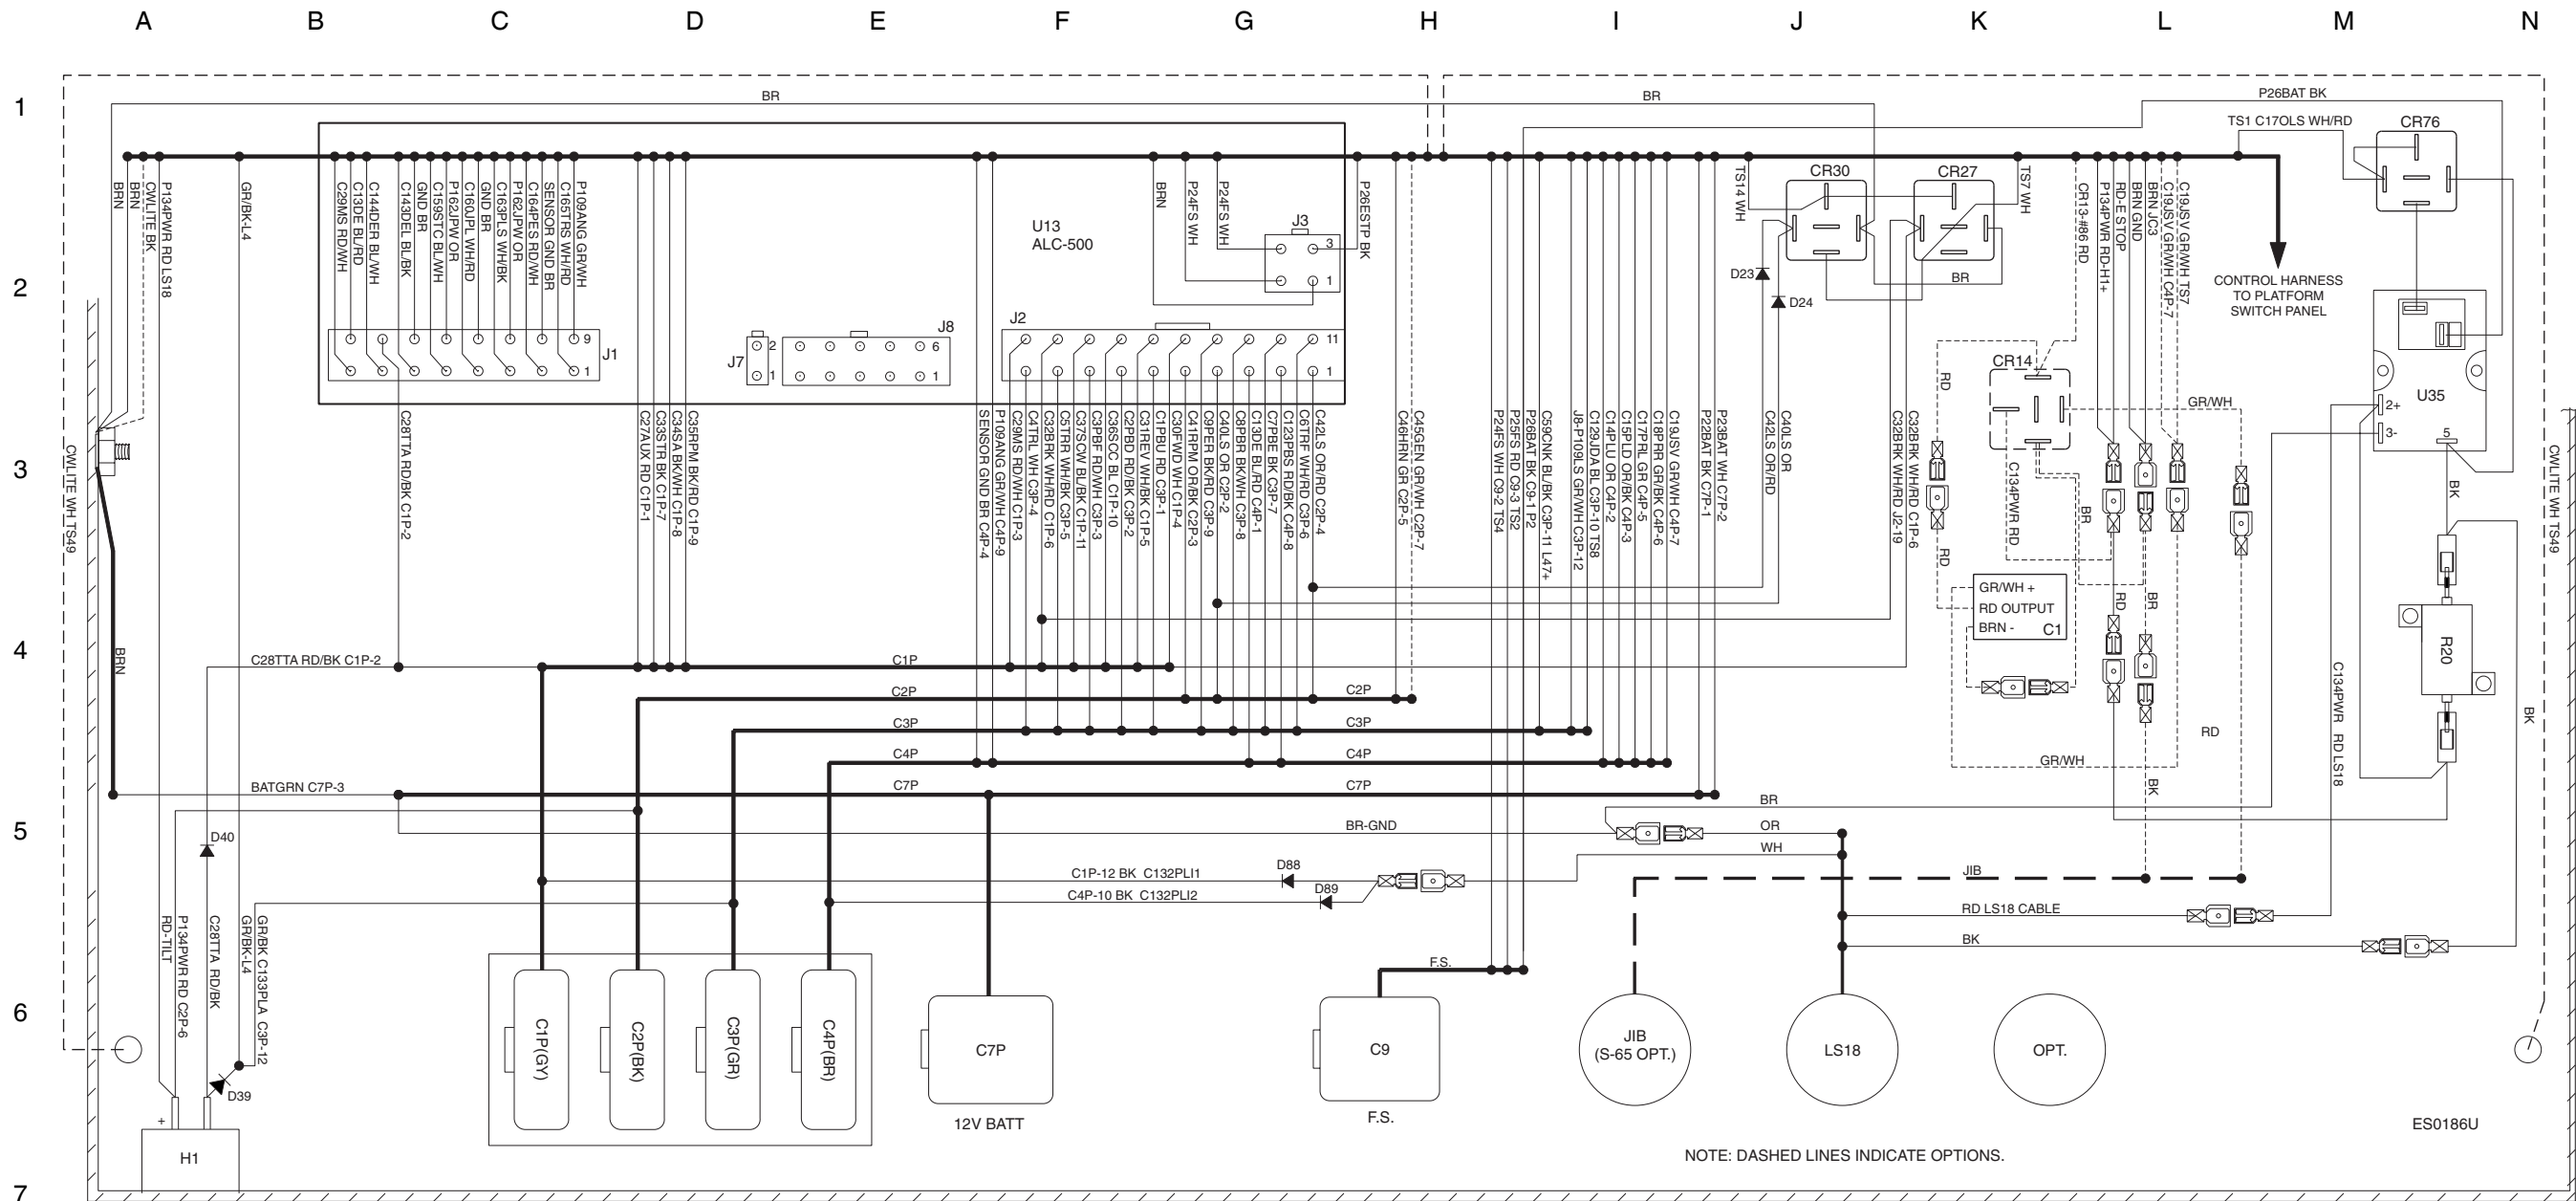 A B C D E F G H I J K L M N
1
2
3
4
5
6
7
BR
BR
P26BAT BK
TS1 C17OLS WH/RD
CR76
BRN
BRN
CWLITE BK
P134PWR RD LS18
GR/BK-L4
C29MS RD/WH
C13DE BL/RD
C144DER BL/WH
C143DEL BL/BK
GND BR
C159STC BL/WH
P162JPW OR
C160JPL WH/RD
GND BR
C163PLS WH/BK
P162JPW OR
C164PES RD/WH
SENSOR GND BR
C165TRS WH/RD
P109ANG GR/WH
U13
ALC-500
BRN
P24FS WH
P24FS WH
J3
3
1
P26ESTP BK
TS14 WH
CR30
CR27
TS7 WH
D23
D24
BR
CR13-#86 RD
P134PWR RD-H1+
RD-E STOP
BRN GND
BRN JC3
C19JSV GR/WH C4P-7
C19JSV GR/WH TS7
CONTROL HARNESS
TO PLATFORM
SWITCH PANEL
J1
9
1
J7
2
1
J8
6
1
J2
11
1
CR14
RD
RD
GR/WH
C134PWR RD
BR
U35
2+
3-
5
BK
CWLITE WH TS49
CWLITE WH TS49
C28TTA RD/BK C1P-2
C27AUX RD C1P-1
C33STR BK C1P-7
C34SA BK/WH C1P-8
C35RPM BK/RD C1P-9
SENSOR GND BR C4P-4
P109ANG GR/WH C4P-9
C29MS RD/WH C1P-3
C4TRL WH C3P-4
C32BRK WH/RD C1P-6
C5TRR WH/BK C3P-5
C37SCW BL/BK C1P-11
C3PBF RD/WH C3P-3
C36SCC BL C1P-10
C2PBD RD/BK C3P-2
C31REV WH/BK C1P-5
C1PBU RD C3P-1
C30FWD WH C1P-4
C41RPM OR/BK C2P-3
C9PER BK/RD C3P-9
C40LS OR C2P-2
C8PBR BK/WH C3P-8
C13DE BL/RD C4P-1
C7PBE BK C3P-7
C123PBS RD/BK C4P-8
C6TRF WH/RD C3P-6
C42LS OR/RD C2P-4
C46HRN GR C2P-5
C45GEN GR/WH C2P-7
P24FS WH C9-2 TS4
P25FS RD C9-3 TS2
P26BAT BK C9-1 P2
C59CNK BL/BK C3P-11 L47+
J8-P109LS GR/WH C3P-12
C129JDA BL C3P-10 TS8
C14PLU OR C4P-2
C15PLD OR/BK C4P-3
C17PRL GR C4P-5
C18PRR GR/BK C4P-6
C19JSV GR/WH C4P-7
P22BAT BK C7P-1
P23BAT WH C7P-2
C42LS OR/RD
C40LS OR
C32BRK WH/RD J2-19
C32BRK WH/RD C1P-6
GR/WH +
RD OUTPUT
BRN -
C1
RD
BR
R20
BK
BRN
C28TTA RD/BK C1P-2
C1P
C2P
C2P
C3P
C3P
C4P
C4P
BATGRN C7P-3
C7P
C7P
GR/WH
BK
RD
C134PWR RD LS18
D40
BR-GND
BR
OR
WH
C1P-12 BK C132PLI1
D88
C4P-10 BK C132PLI2
D89
JIB
RD LS18 CABLE
BK
F.S.
RD-TILT
P134PWR RD C2P-6
C28TTA RD/BK
GR/BK-L4
GR/BK C133PLA C3P-12
D39
+
H1
C1P(GY)
C2P(BK)
C3P(GR)
C4P(BR)
C7P
12V BATT
C9
F.S.
JIB
(S-65 OPT.)
LS18
OPT.
ES0186U
NOTE: DASHED LINES INDICATE OPTIONS.